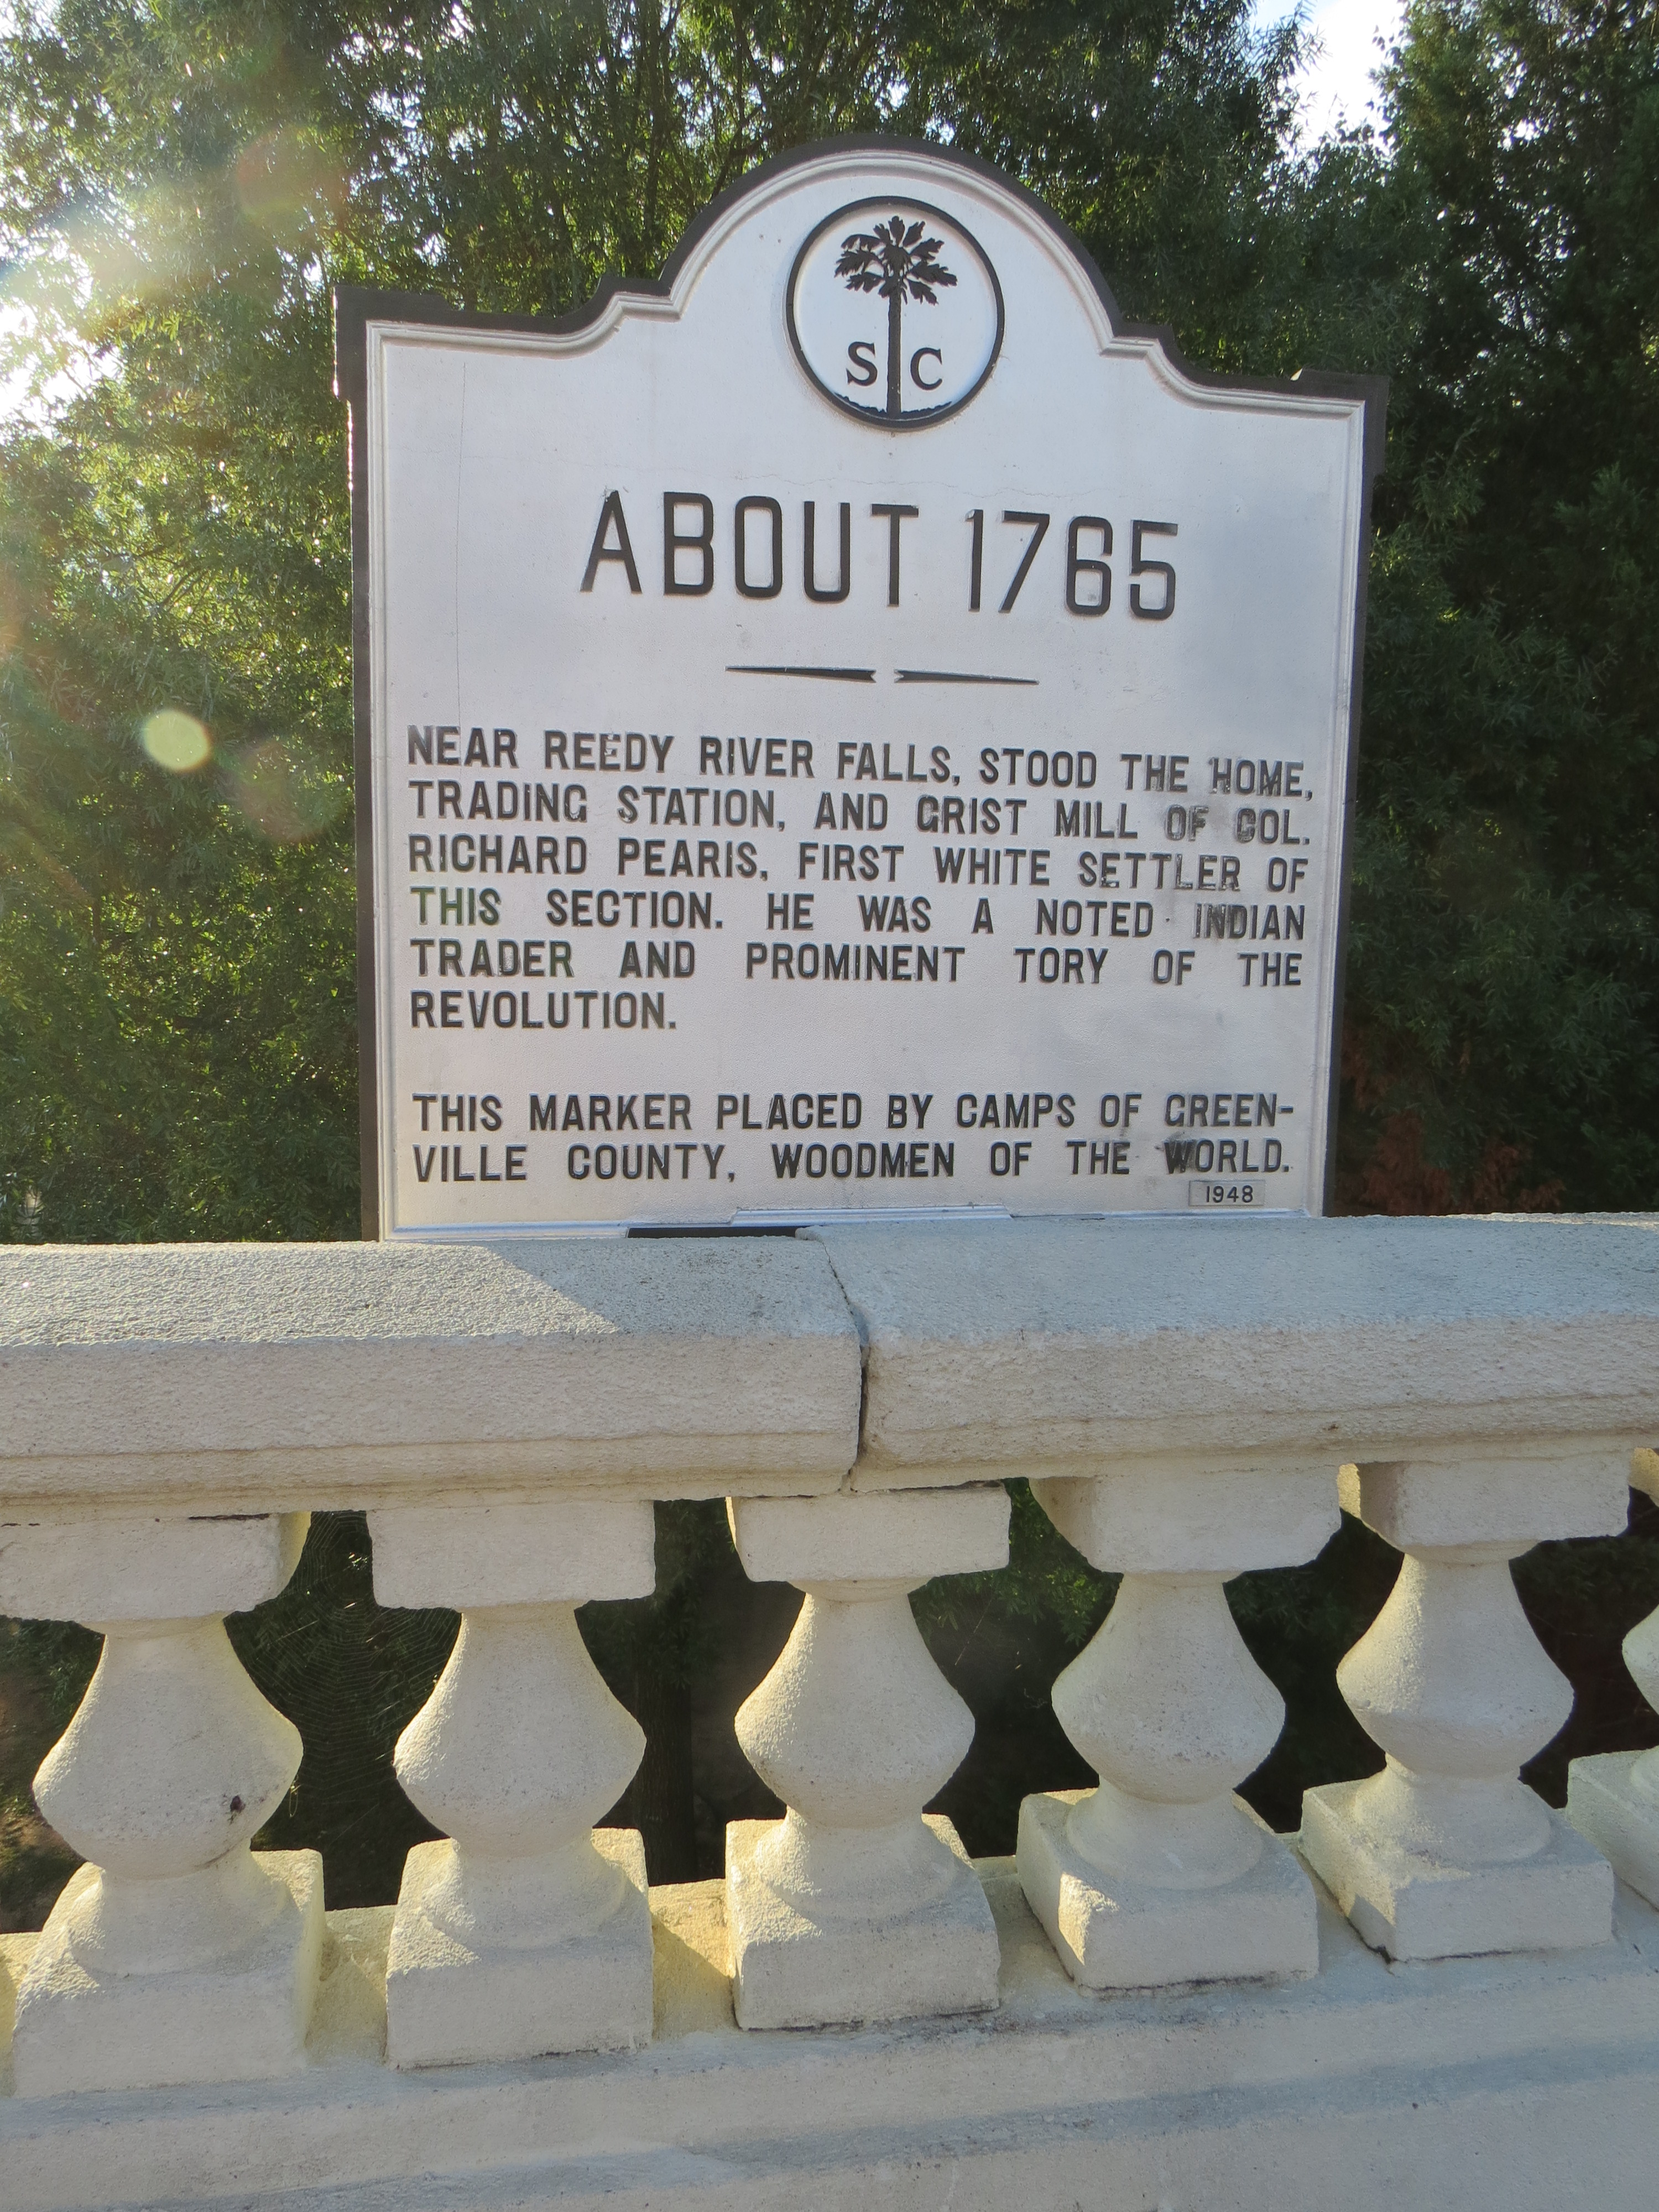 S C
ABOUT 1765
NEAR REEDY RIVER FALLS, STOOD THE HOME,
TRADING STATION, AND GRIST MILL OF COL.
RICHARD PEARIS, FIRST WHITE SETTLER OF
THIS SECTION. HE WAS A NOTED INDIAN
TRADER AND PROMINENT TORY OF THE
REVOLUTION.
THIS MARKER PLACED BY CAMPS OF GREEN-
VILLE COUNTY, WOODMEN OF THE WORLD.
1948